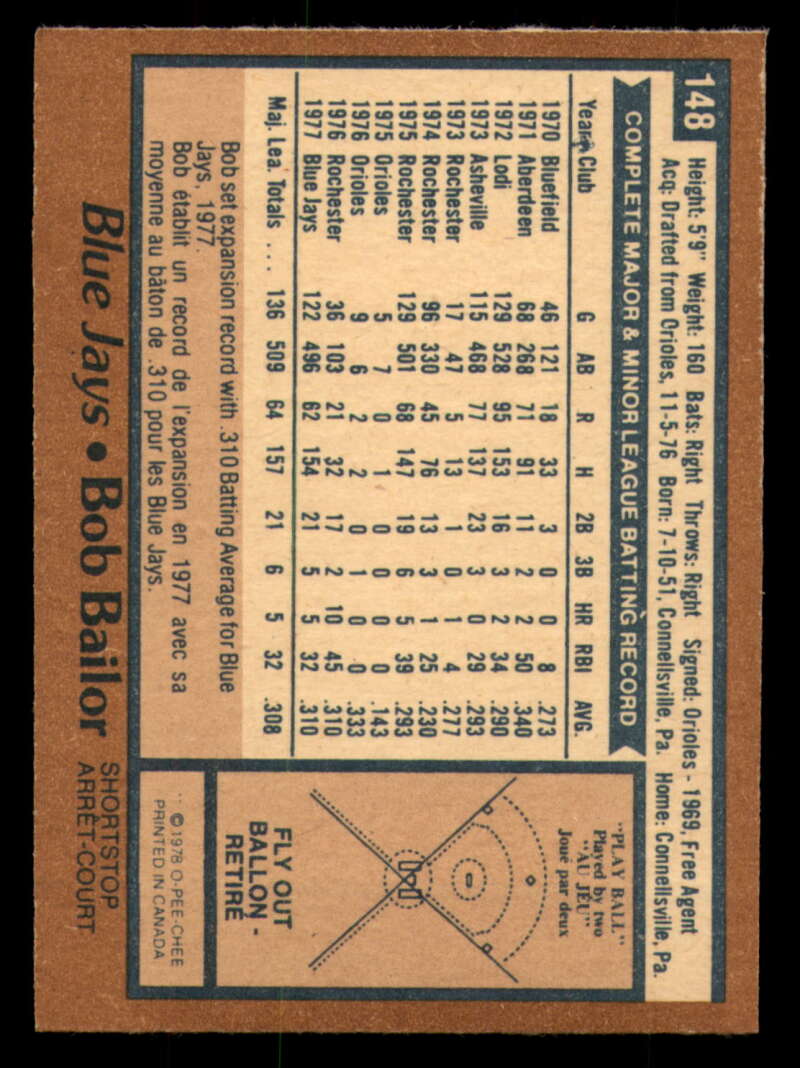 148
Height: 5'9" Weight: 160 Bats: Right Throws: Right Signed: Orioles - 1969, Free Agent
Acq: Drafted from Orioles, 11-5-76 Born: 7-10-51, Connellsville, Pa. Home: Connellsville, Pa.
COMPLETE MAJOR & MINOR LEAGUE BATTING RECORD
Year Club G AB R H 2B 3B HR RBI AVG.
1970 Bluefield 46 121 18 33 3 0 0 8 .273
1971 Aberdeen 68 268 71 91 11 2 2 50 .340
1972 Lodi 129 528 95 153 16 3 2 34 .290
1973 Asheville 115 468 77 137 23 3 0 29 .293
1973 Rochester 17 47 5 13 1 0 1 4 .277
1974 Rochester 96 330 45 76 13 3 1 25 .230
1975 Rochester 129 501 68 147 19 6 5 39 .293
1975 Orioles 5 7 0 1 0 0 0 0 .143
1976 Orioles 9 6 2 2 0 1 0 0 .333
1976 Rochester 36 103 21 32 17 2 10 45 .310
1977 Blue Jays 122 496 62 154 21 5 5 32 .310
Maj. Lea. Totals ... 136 509 64 157 21 6 5 32 .308
Bob set expansion record with .310 Batting Average for Blue
Jays, 1977.
Bob établit un record de l'expansion en 1977 avec sa
moyenne au bâton de .310 pour les Blue Jays.
"PLAY BALL"
Played by two
"AU JEU"
Joué par deux
FLY OUT
BALLON -
RETIRÉ
©1978 O-PEE-CHEE
PRINTED IN CANADA
Blue Jays • Bob Bailor
SHORTSTOP
ARRÊT-COURT